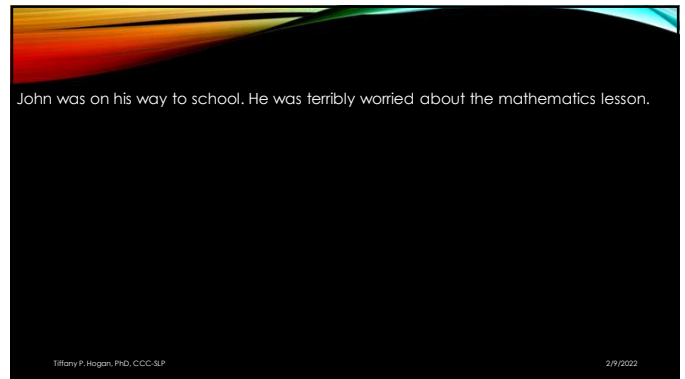 John was on his way to school. He was terribly worried about the mathematics lesson.
Tiffany P. Hogan, PhD, CCC-SLP
2/9/2022